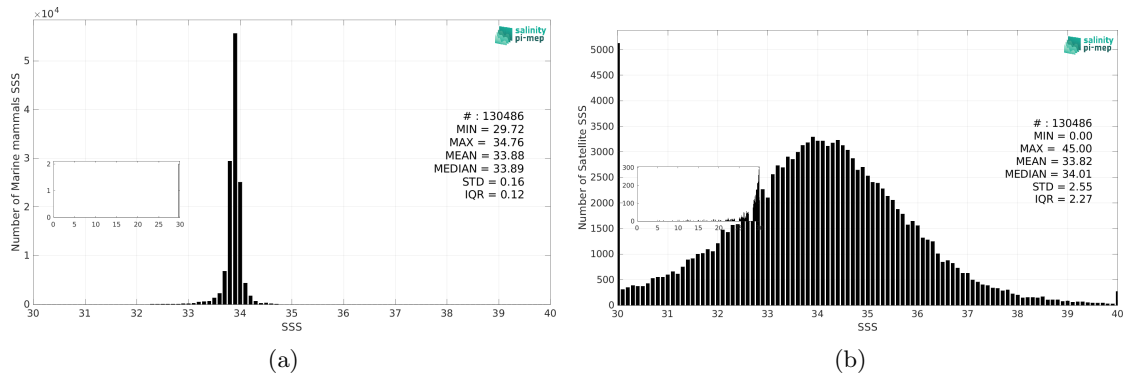 ×10⁴
5
4
3
2
1
0
Number of Marine mammals SSS
30 31 32 33 34 35 36 37 38 39 40
SSS
2
1
0
0 5 10 15 20 25 30
salinity
pi-mep
# : 130486
MIN = 29.72
MAX = 34.76
MEAN = 33.88
MEDIAN = 33.89
STD = 0.16
IQR = 0.12
(a)
5000
4500
4000
3500
3000
2500
2000
1500
1000
500
0
Number of Satellite SSS
30 31 32 33 34 35 36 37 38 39 40
SSS
300
200
100
0
0 5 10 15 20 25 30
salinity
pi-mep
# : 130486
MIN = 0.00
MAX = 45.00
MEAN = 33.82
MEDIAN = 34.01
STD = 2.55
IQR = 2.27
(b)